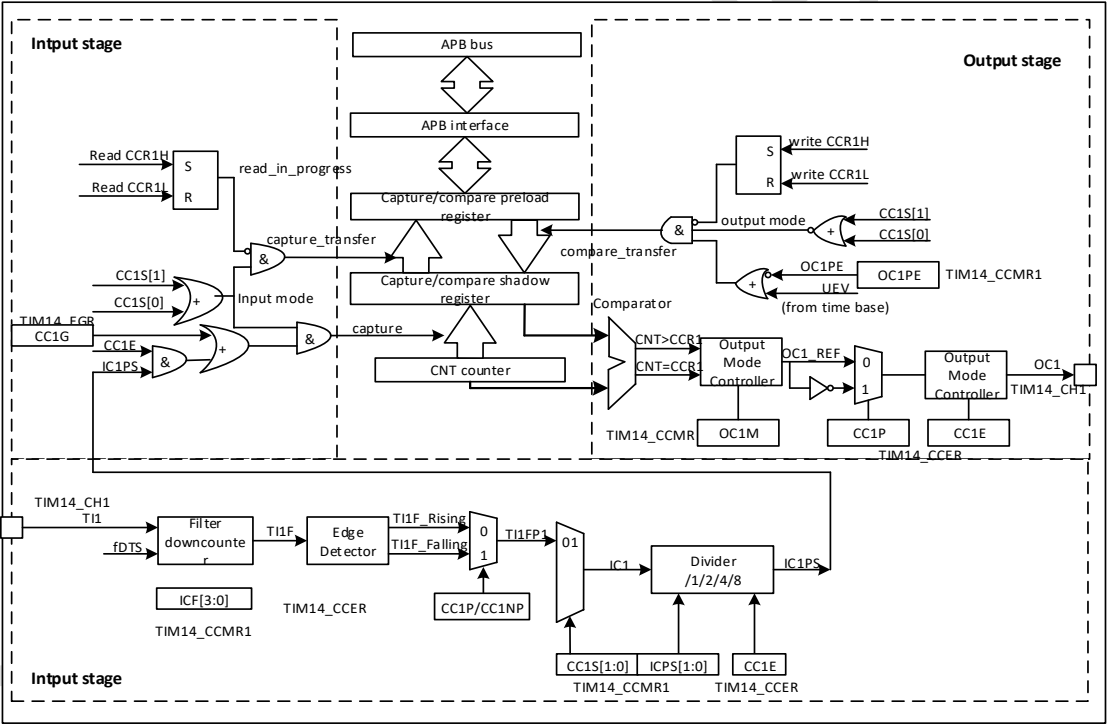 Intput stage
APB bus
Output stage
APB interface
Read CCR1H
S
R
Read CCR1L
read_in_progress
write CCR1H
S
R
write CCR1L
Capture/compare preload
register
capture_transfer
&
output mode
&
+
CC1S[1]
CC1S[0]
compare_transfer
CC1S[1]
CC1S[0]
+
Input mode
Capture/compare shadow
register
+
OC1PE
OC1PE
TIM14_CCMR1
UEV
(from time base)
Comparator
TIM14_EGR
CC1G
CC1E
IC1PS
&
+
&
capture
CNT counter
CNT>CCR1
CNT=CCR1
Output
Mode
Controller
OC1_REF
0
1
Output
Mode
Controller
OC1
TIM14_CH1
TIM14_CCMR
OC1M
CC1P
CC1E
TIM14_CCER
TIM14_CH1
TI1
fDTS
Filter
downcounte
r
TI1F
Edge
Detector
TI1F_Rising
TI1F_Falling
0
1
TI1FP1
01
IC1
Divider
/1/2/4/8
IC1PS
ICF[3:0]
TIM14_CCMR1
TIM14_CCER
CC1P/CC1NP
CC1S[1:0]
ICPS[1:0]
CC1E
TIM14_CCMR1
TIM14_CCER
Intput stage